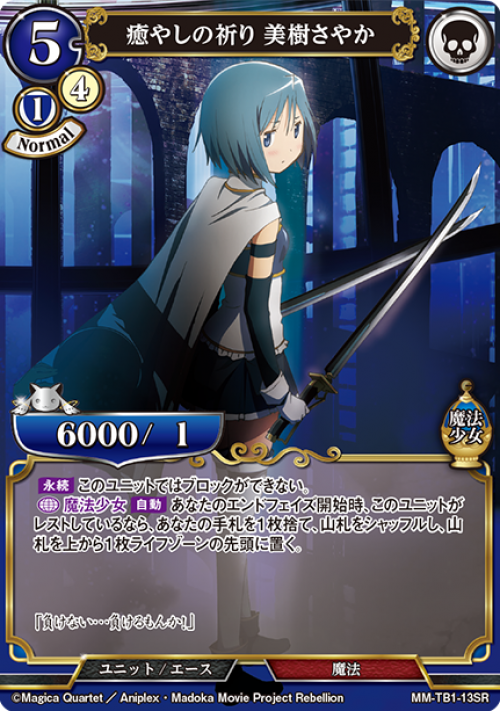 5
癒やしの祈り 美樹さやか
1
4
Normal
6000/ 1
魔法
少女
永続 このユニットではブロックができない。
魔法少女 自動 あなたのエンドフェイズ開始時、このユニットが
レストしているなら、あなたの手札を1枚捨て、山札をシャッフルし、山
札を上から1枚ライフゾーンの先頭に置く。
『負けない…負けるもんか!』
ユニット / エース
魔法
©Magica Quartet / Aniplex・Madoka Movie Project Rebellion
MM-TB1-13SR